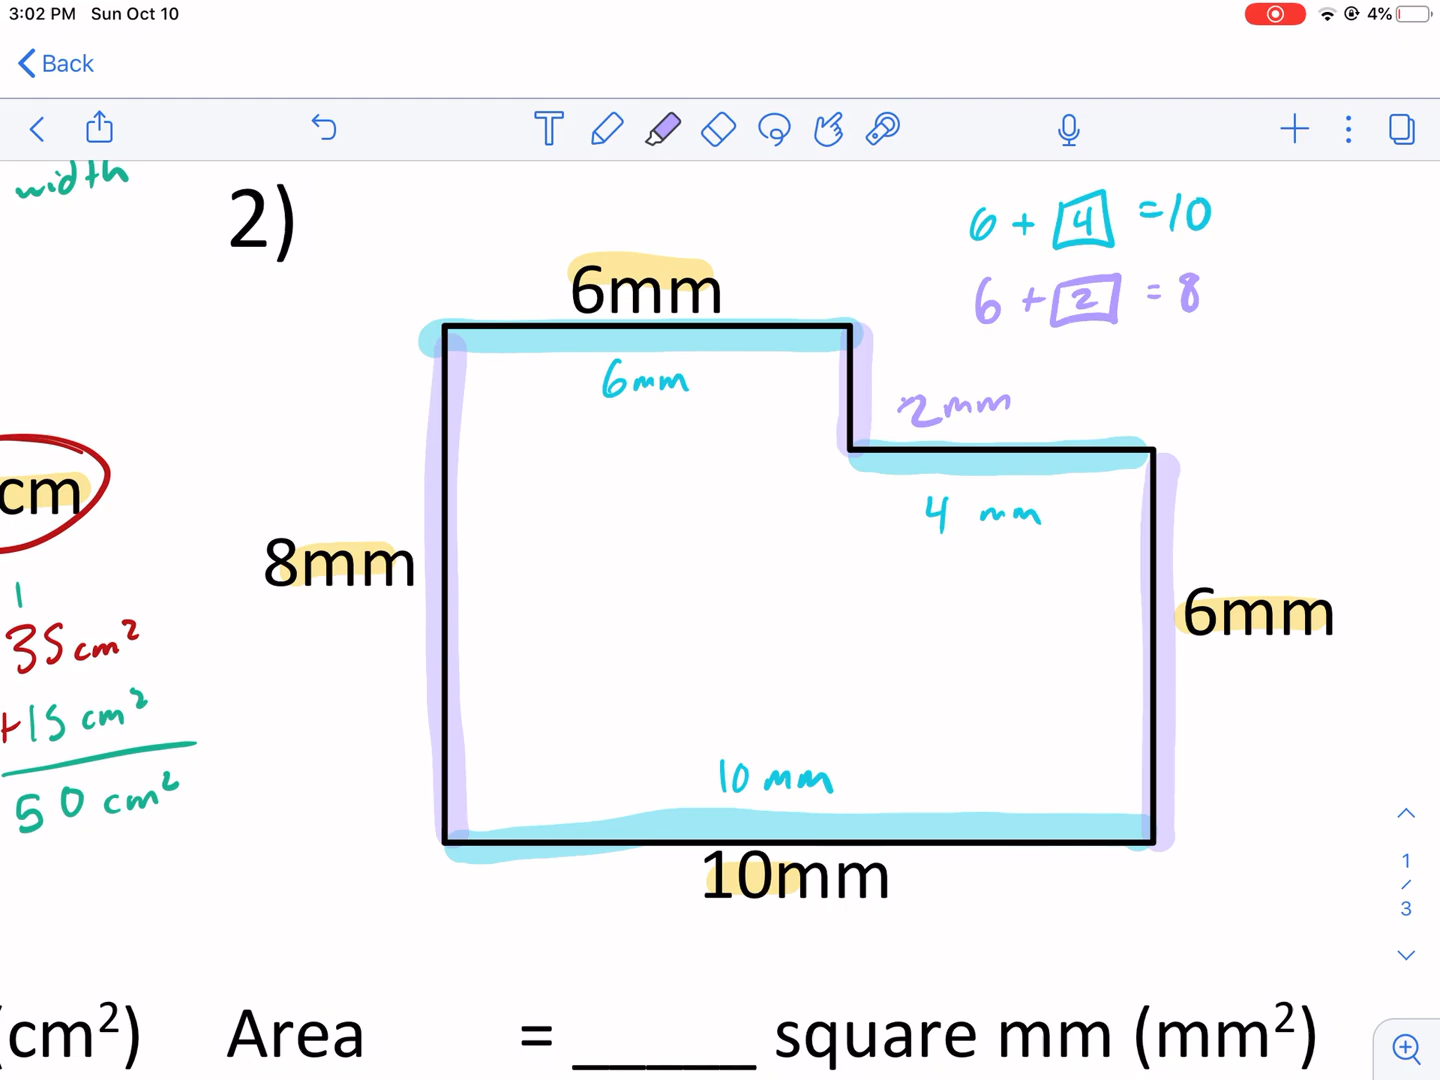 3:02 PM Sun Oct 10
4%
Back
T
width
2)
6 + 4 = 10
6 + 2 = 8
6mm
6mm
2mm
4 mm
cm
8mm
6mm
1
35 cm²
+15 cm²
50 cm²
10 mm
10mm
1
/
3
(cm²) Area = _____ square mm (mm²)